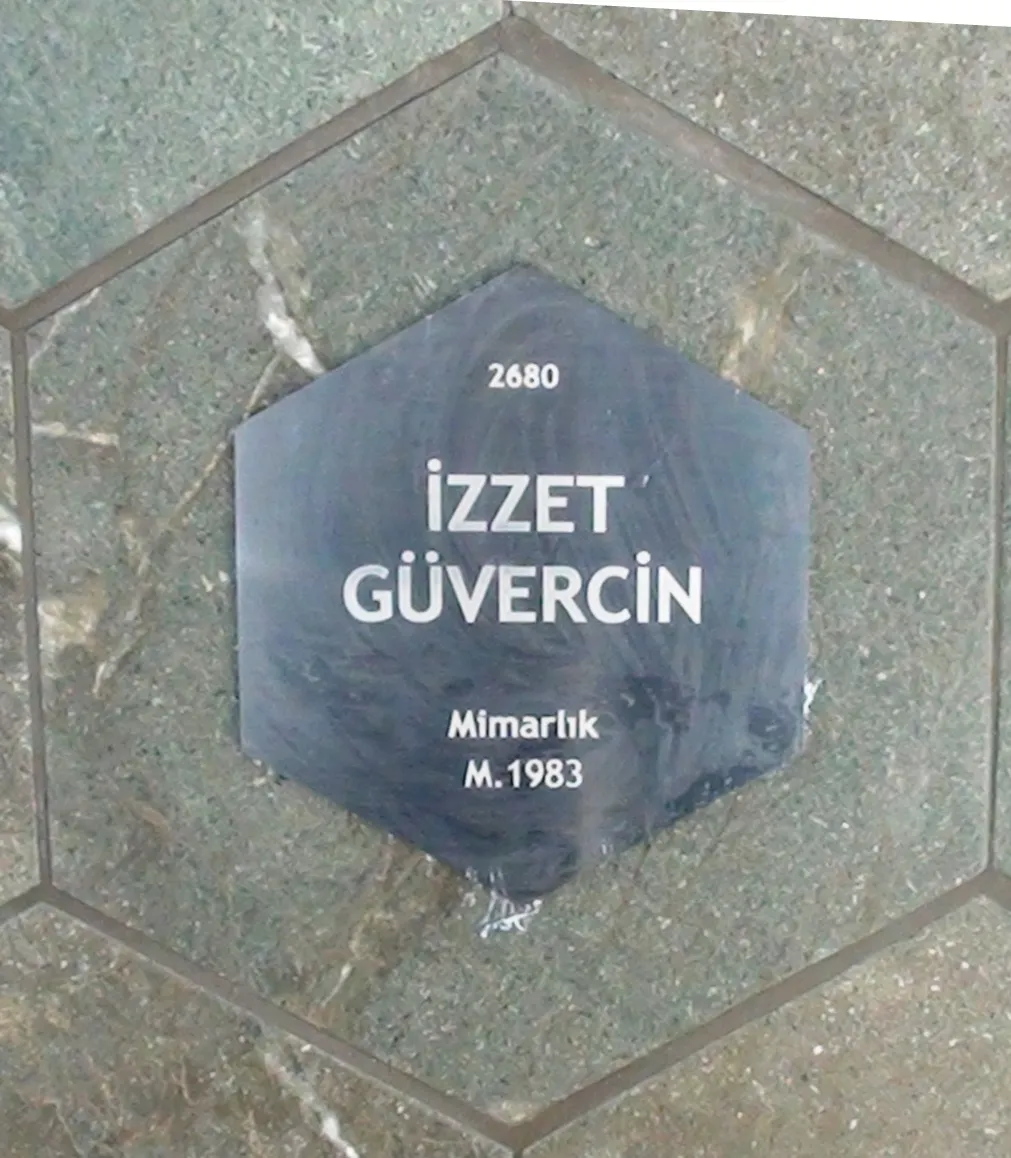 2680
İZZET
GÜVERCİN
Mimarlık
M.1983